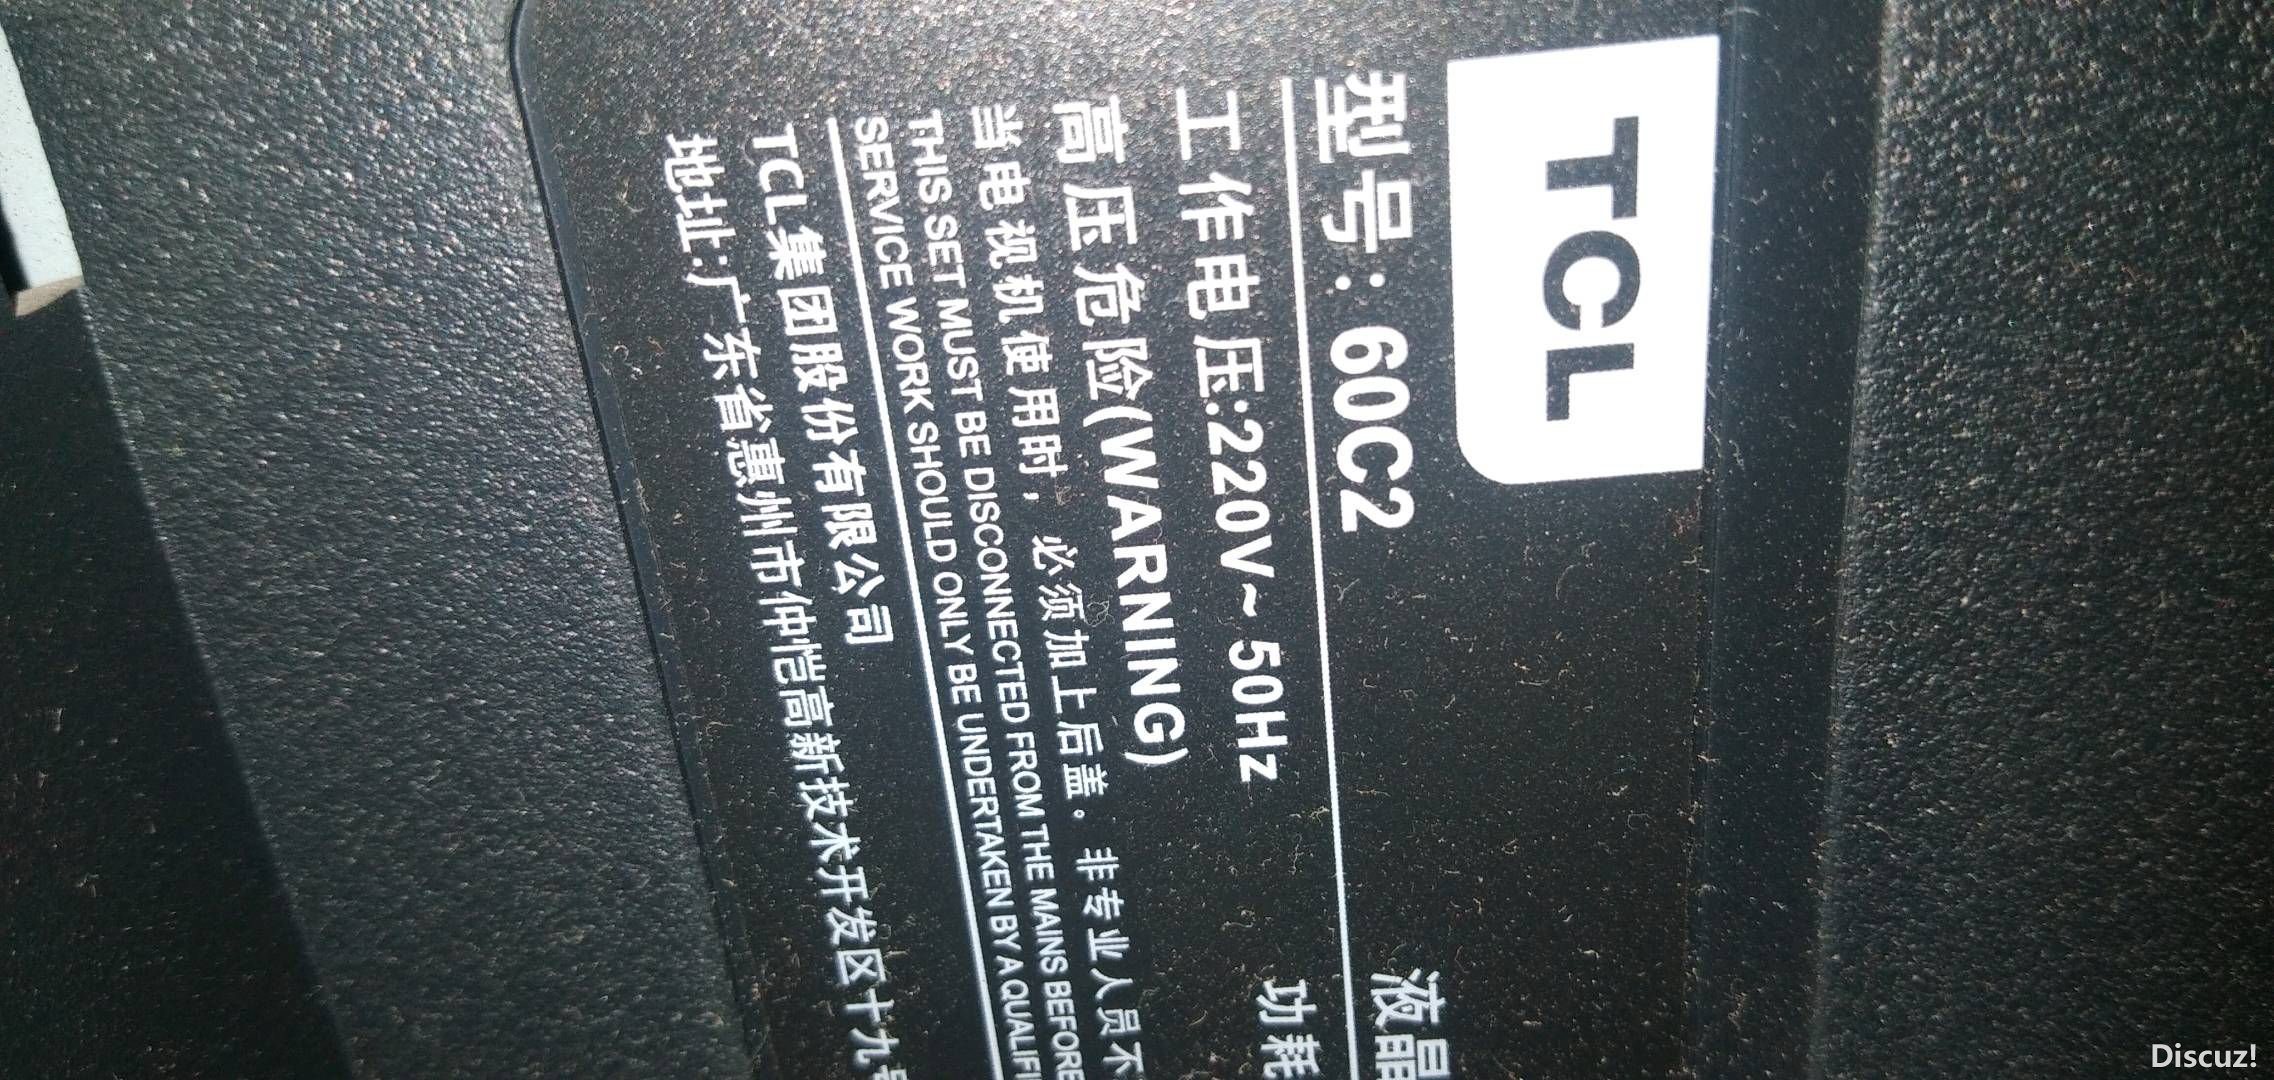 TCL
型号：60C2
液晶
工作电压:220V~50Hz
功耗
高压危险(WARNING)
当电视机使用时，必须加上后盖。非专业人员不
THIS SET MUST BE DISCONNECTED FROM THE MAINS BEFORE
SERVICE WORK SHOULD ONLY BE UNDERTAKEN BY A QUALIFI
TCL集团股份有限公司
地址:广东省惠州市仲恺高新技术开发区十九号
Discuz!